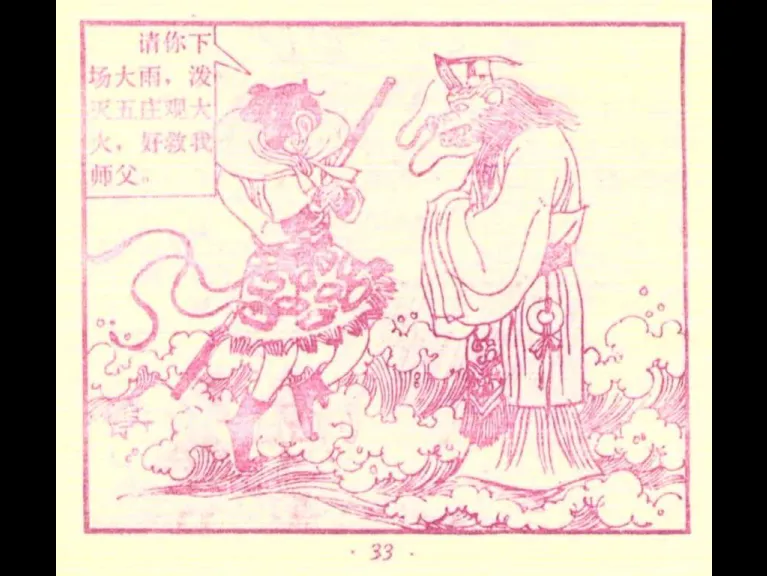 请你下
场大雨，泼
灭五庄观大
火，好救我
师父。
· 33 ·